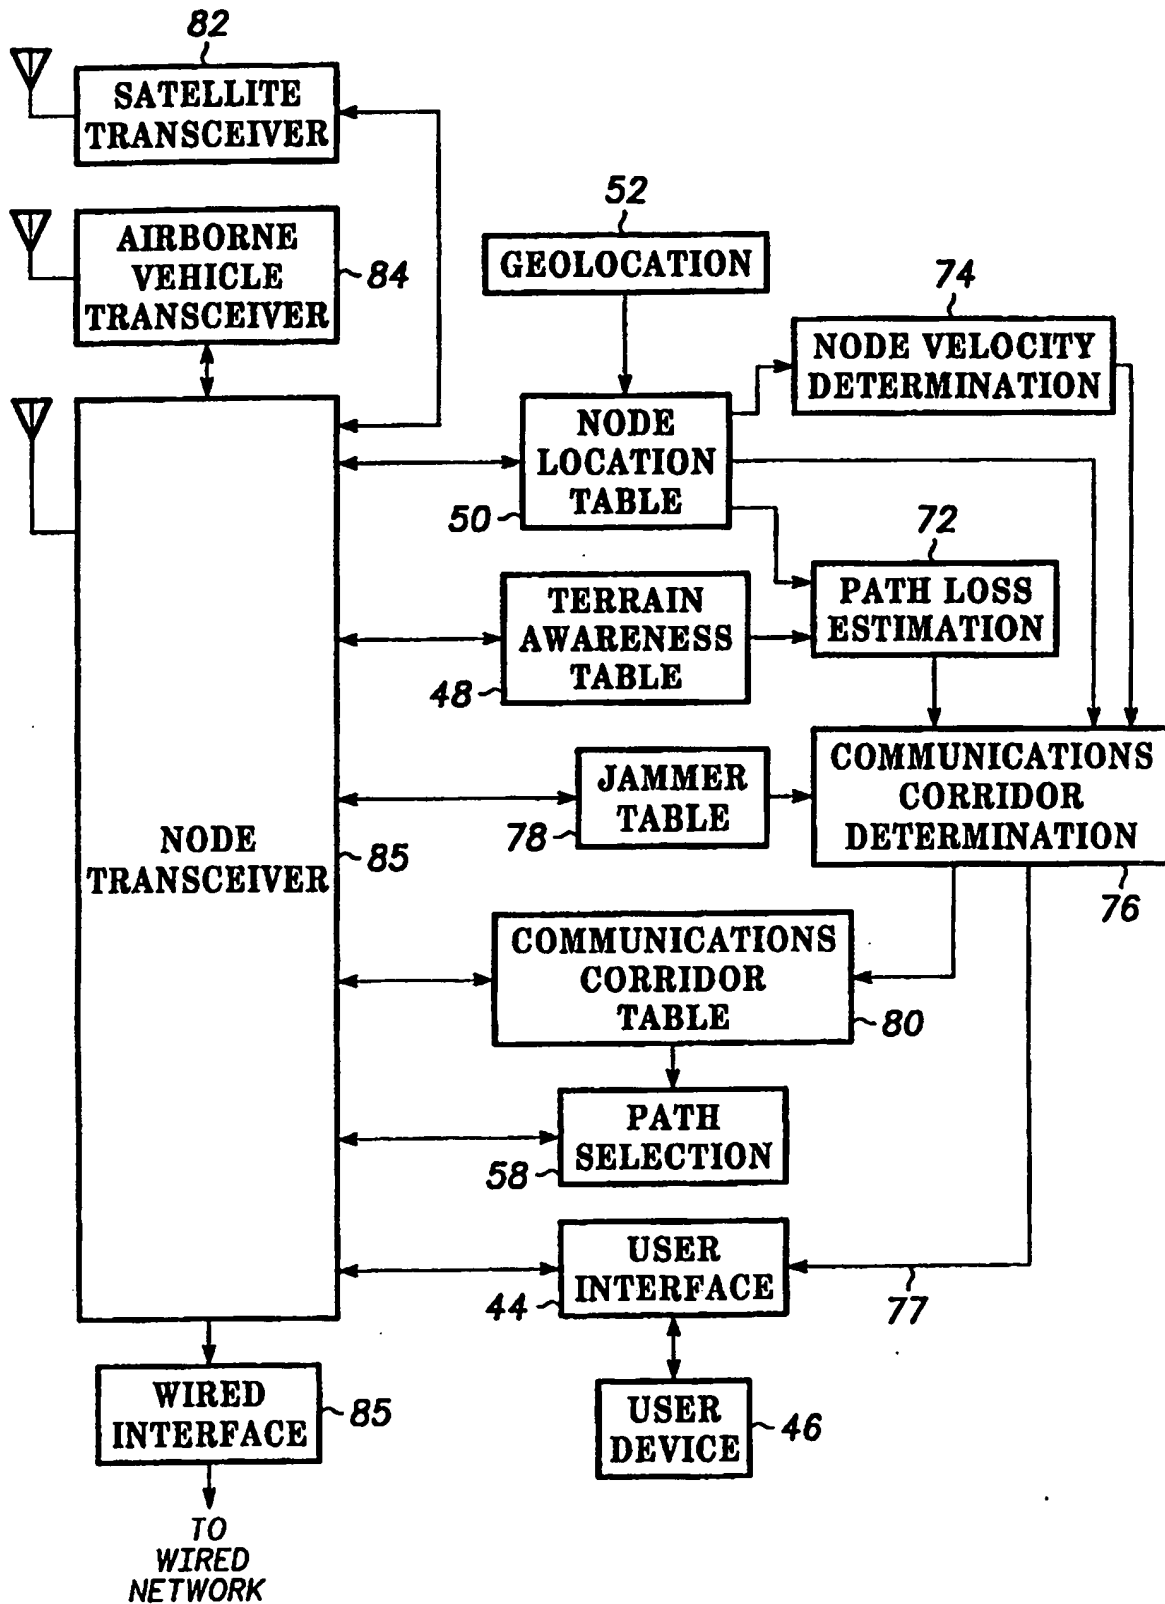 82
SATELLITE
TRANSCEIVER
AIRBORNE
VEHICLE
TRANSCEIVER
84
52
GEOLOCATION
74
NODE VELOCITY
DETERMINATION
NODE
LOCATION
TABLE
50
72
PATH LOSS
ESTIMATION
TERRAIN
AWARENESS
TABLE
48
COMMUNICATIONS
CORRIDOR
DETERMINATION
76
JAMMER
TABLE
78
NODE
TRANSCEIVER
85
COMMUNICATIONS
CORRIDOR
TABLE
80
PATH
SELECTION
58
USER
INTERFACE
44
77
WIRED
INTERFACE
85
USER
DEVICE
46
TO
WIRED
NETWORK